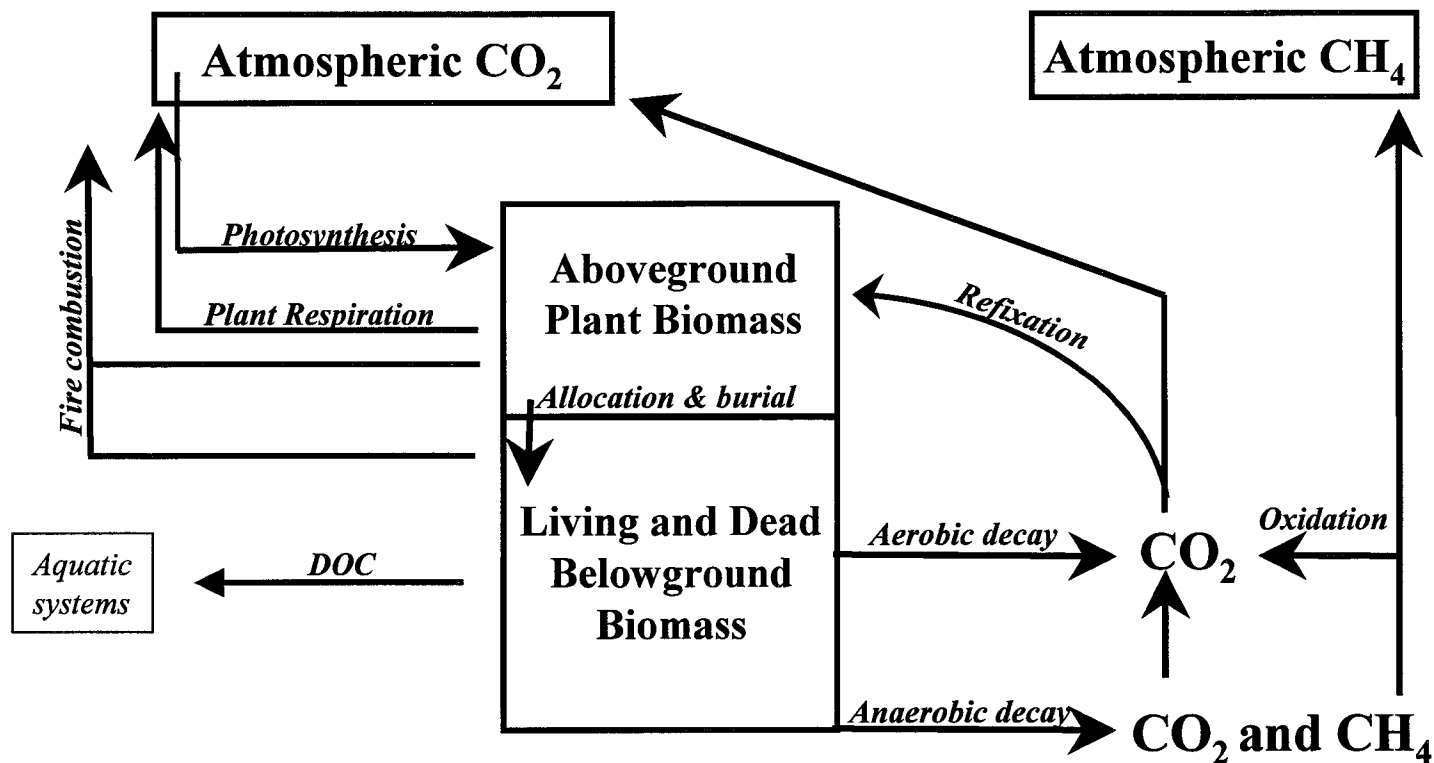 Atmospheric CO₂
Atmospheric CH₄
Fire combustion
Photosynthesis
Plant Respiration
Aboveground
Plant Biomass
Refixation
Allocation & burial
Living and Dead
Belowground
Biomass
Aquatic
systems
DOC
Aerobic decay
CO₂
Oxidation
Anaerobic decay
CO₂ and CH₄